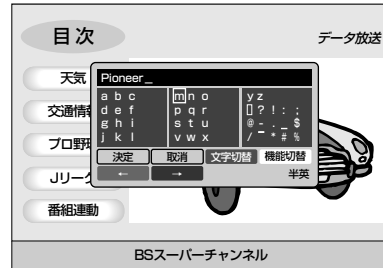 目次
データ放送
天気
Pioneer_
a b c m n o y z
交通情
d e f p q r [] ? ! : ;
g h i s t u @ - . _ $
プロ野
j k l v w x / ‾ * # %
決定 取消 文字切替 機能切替
Jリーグ
← → 半英
番組連動
BSスーパーチャンネル